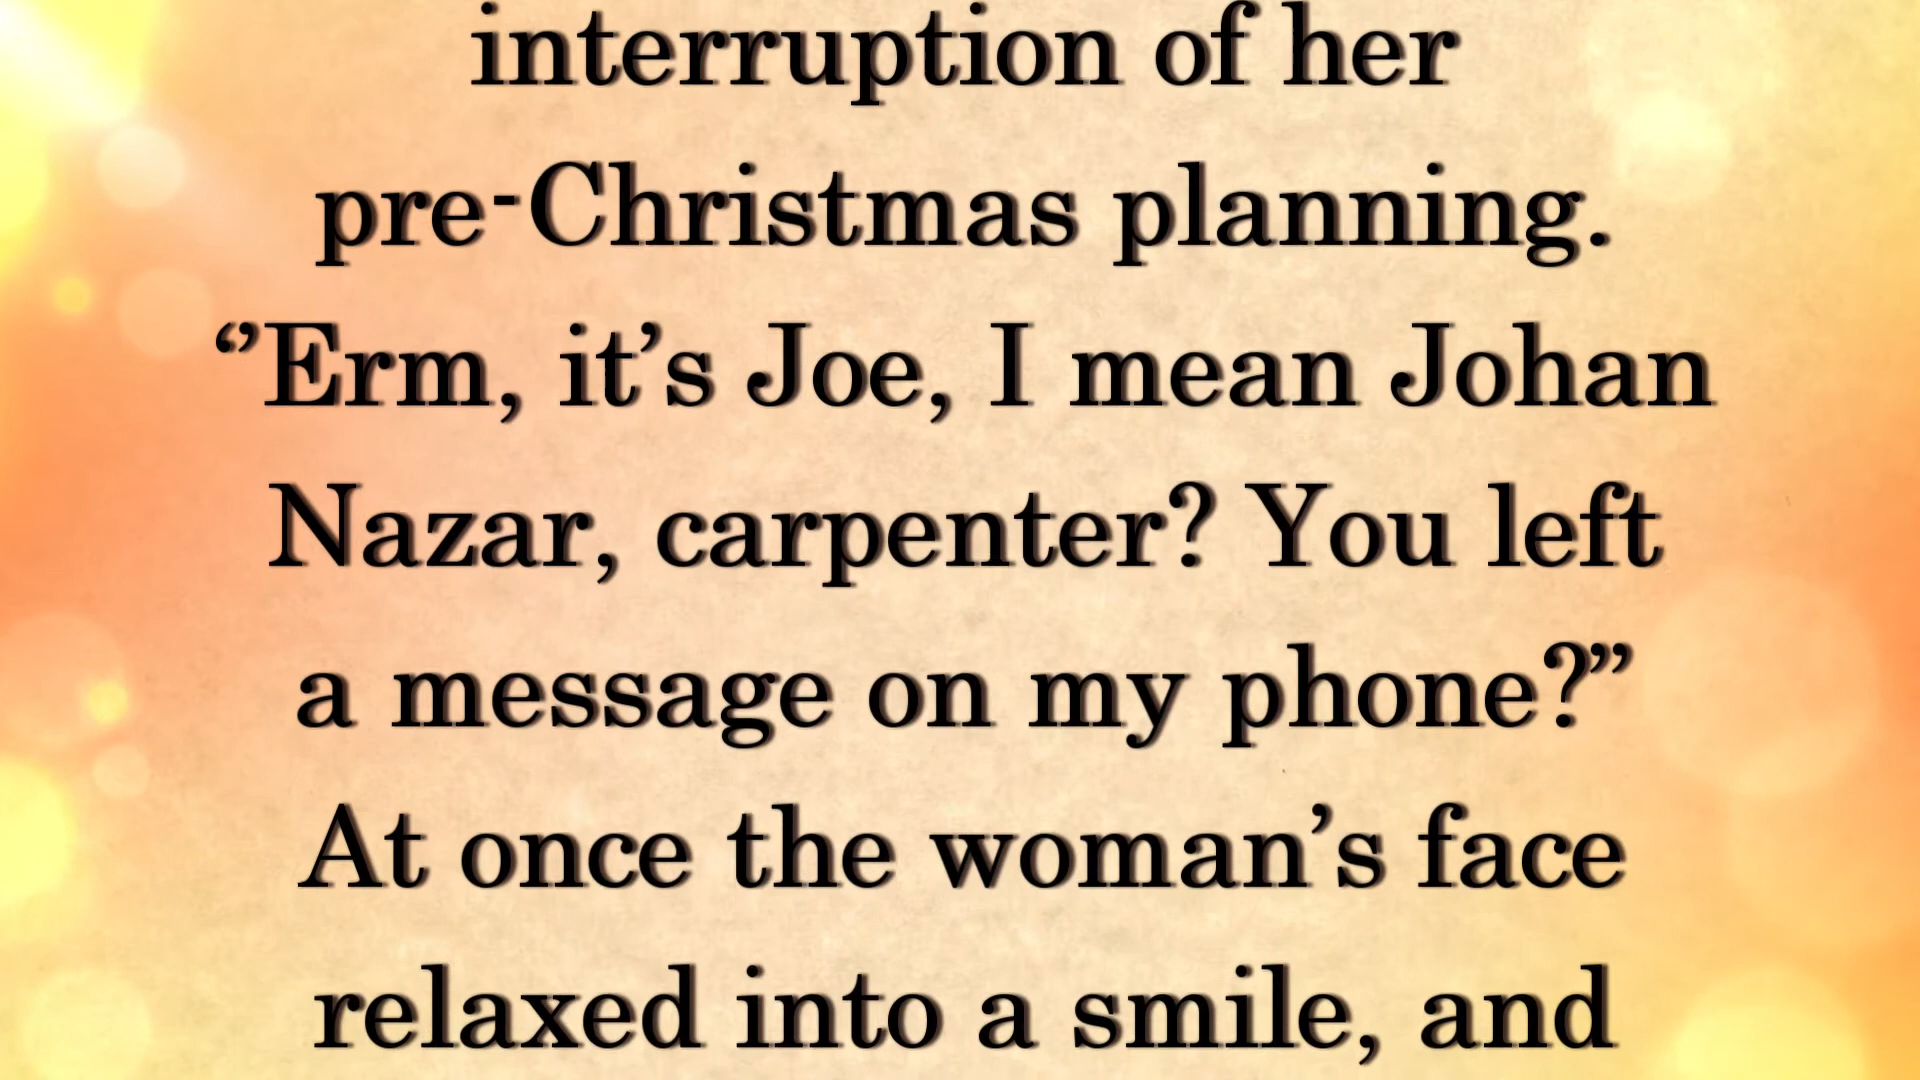 interruption of her
pre-Christmas planning.
‘’Erm, it’s Joe, I mean Johan
Nazar, carpenter? You left
a message on my phone?”
At once the woman’s face
relaxed into a smile, and